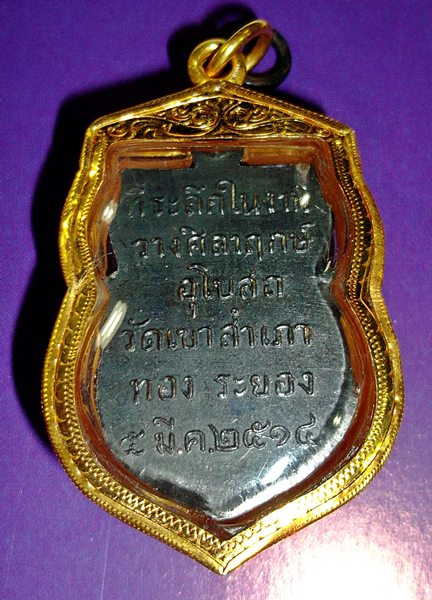 ที่ระลึกในงาน
วางศิลาฤกษ์
อุโบสถ
วัดเขาสำเภา
ทอง ระยอง
๕ มี.ค.๒๕๑๔